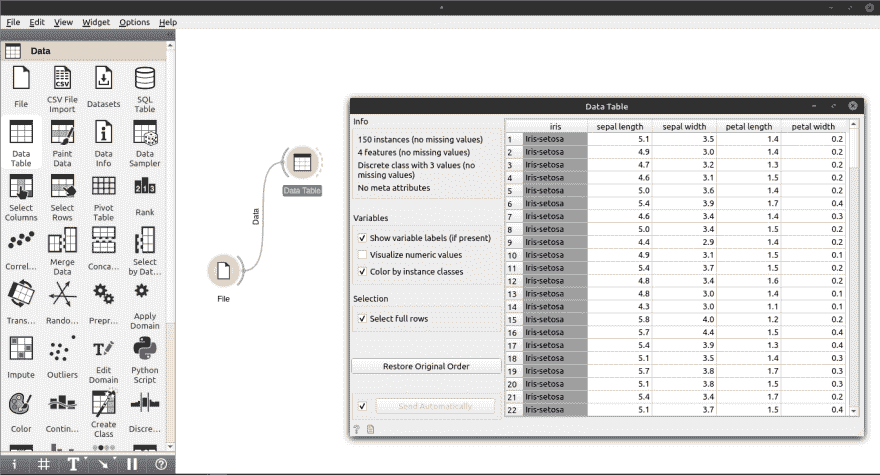 File Edit View Widget Options Help
Data
File
CSV File Import
Datasets
SQL Table
Data Table
Paint Data
Data Info
Data Sampler
Select Columns
Select Rows
Pivot Table
Rank
Correl...
Merge Data
Conca...
Select by Dat...
Trans...
Rando...
Prepr...
Apply Domain
Impute
Outliers
Edit Domain
Python Script
Color
Contin...
Create Class
Discre...
Data Table
Data
File
Data Table
Info
150 instances (no missing values)
4 features (no missing values)
Discrete class with 3 values (no
missing values)
No meta attributes
Variables
Show variable labels (if present)
Visualize numeric values
Color by instance classes
Selection
Select full rows
Restore Original Order
Send Automatically
iris sepal length sepal width petal length petal width
1 Iris-setosa 5.1 3.5 1.4 0.2
2 Iris-setosa 4.9 3.0 1.4 0.2
3 Iris-setosa 4.7 3.2 1.3 0.2
4 Iris-setosa 4.6 3.1 1.5 0.2
5 Iris-setosa 5.0 3.6 1.4 0.2
6 Iris-setosa 5.4 3.9 1.7 0.4
7 Iris-setosa 4.6 3.4 1.4 0.3
8 Iris-setosa 5.0 3.4 1.5 0.2
9 Iris-setosa 4.4 2.9 1.4 0.2
10 Iris-setosa 4.9 3.1 1.5 0.1
11 Iris-setosa 5.4 3.7 1.5 0.2
12 Iris-setosa 4.8 3.4 1.6 0.2
13 Iris-setosa 4.8 3.0 1.4 0.1
14 Iris-setosa 4.3 3.0 1.1 0.1
15 Iris-setosa 5.8 4.0 1.2 0.2
16 Iris-setosa 5.7 4.4 1.5 0.4
17 Iris-setosa 5.4 3.9 1.3 0.4
18 Iris-setosa 5.1 3.5 1.4 0.3
19 Iris-setosa 5.7 3.8 1.7 0.3
20 Iris-setosa 5.1 3.8 1.5 0.3
21 Iris-setosa 5.4 3.4 1.7 0.2
22 Iris-setosa 5.1 3.7 1.5 0.4